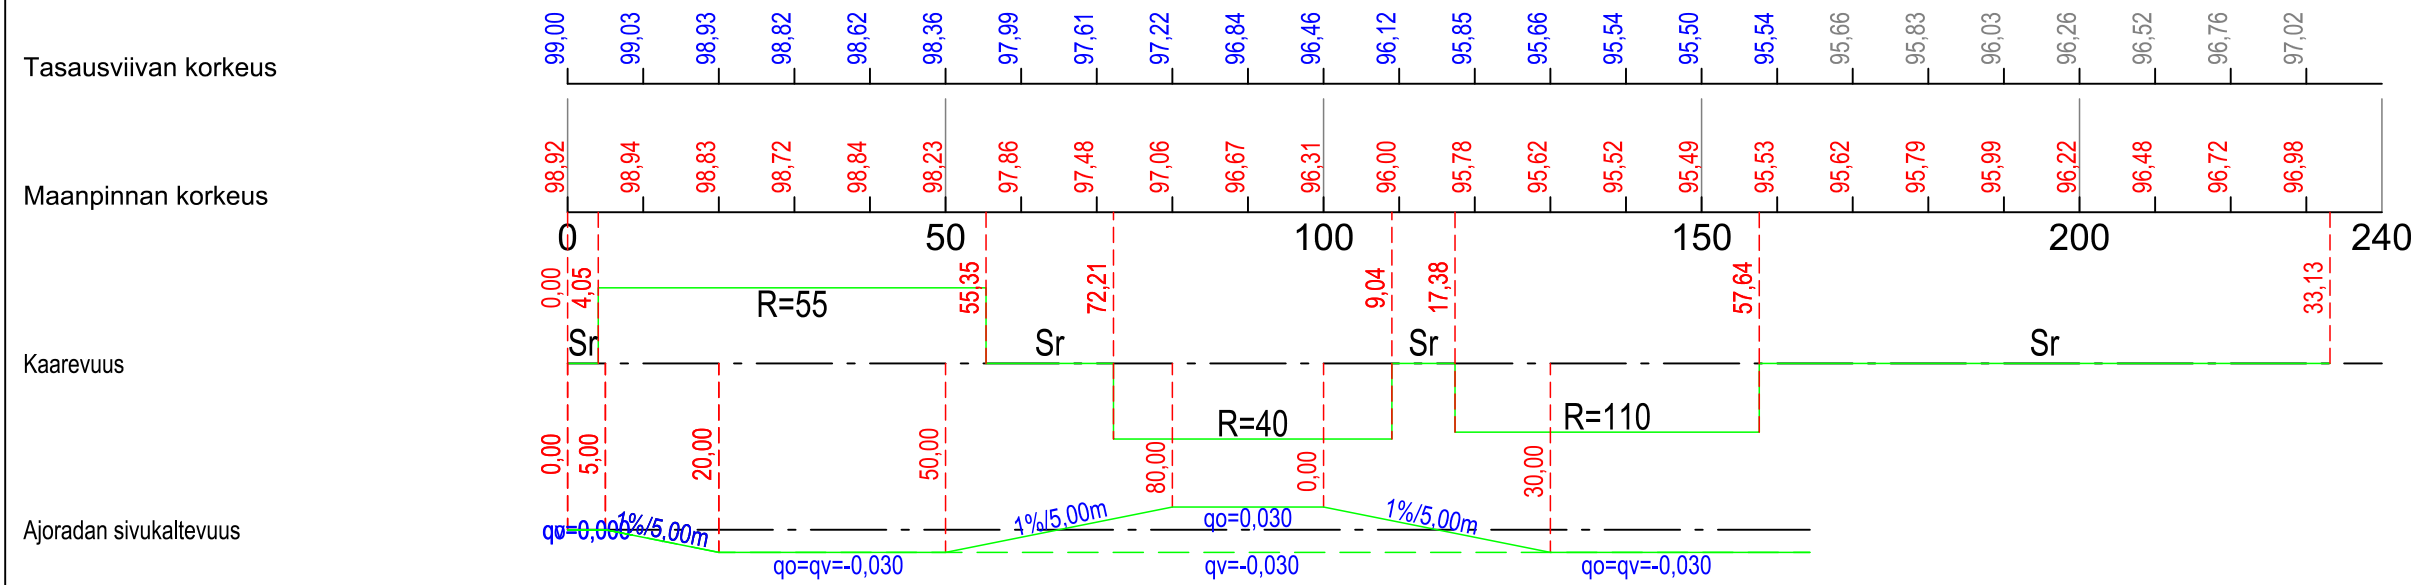 99,00 99,03 98,93 98,82 98,62 98,36 97,99 97,61 97,22 96,84 96,46 96,12 95,85 95,66 95,54 95,50 95,54 95,66 95,83 96,03 96,26 96,52 96,76 97,02
Tasausviivan korkeus
98,92 98,94 98,83 98,72 98,84 98,23 97,86 97,48 97,06 96,67 96,31 96,00 95,78 95,62 95,52 95,49 95,53 95,62 95,79 95,99 96,22 96,48 96,72 96,98
Maanpinnan korkeus
0 50 100 150 200 240
0,00 4,05 55,35 72,21 9,04 17,38 57,64 33,13
R=55
Sr Sr Sr Sr
Kaarevuus
R=40 R=110
0,00 5,00 20,00 50,00 80,00 0,00 30,00
Ajoradan sivukaltevuus
qv=0,000 1%/5,00m 1%/5,00m qo=0,030 1%/5,00m
qo=qv=-0,030 qv=-0,030 qo=qv=-0,030